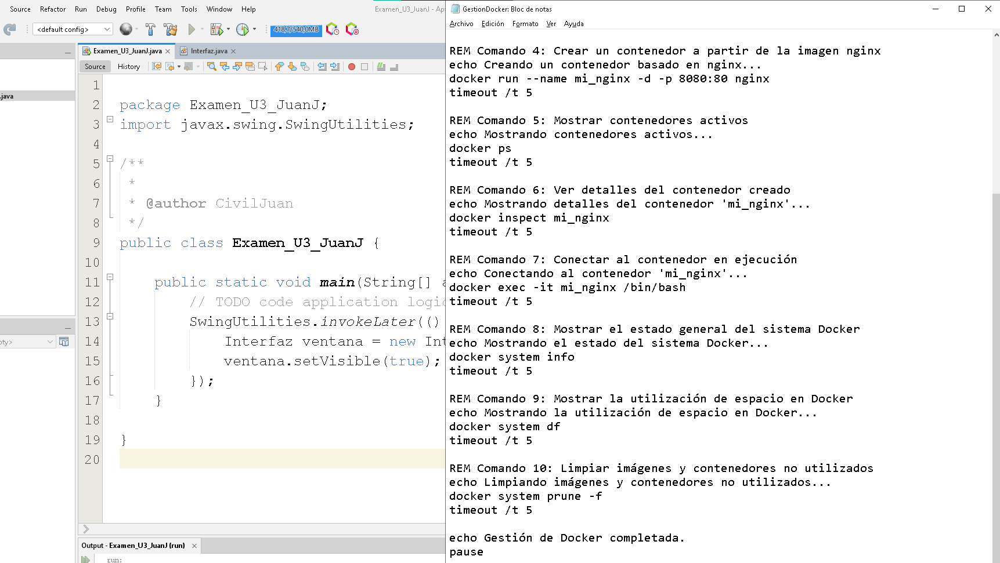 Source Refactor Run Debug Profile Team Tools Window Help
Examen_U3_JuanJ - Ap
<default config>
418,7/540,0MB
Examen_U3_JuanJ.java
Interfaz.java
Source History
.java
1
2 package Examen_U3_JuanJ;
3 import javax.swing.SwingUtilities;
4
5 /**
6 *
7 * @author CivilJuan
8 */
9 public class Examen_U3_JuanJ {
10
11 public static void main(String[] a
12 // TODO code application logic
13 SwingUtilities.invokeLater(()
14 Interfaz ventana = new Int
15 ventana.setVisible(true);
16 });
17 }
18
19 }
20
Output - Examen_U3_JuanJ (run)
run:
GestionDocker: Bloc de notas
Archivo Edición Formato Ver Ayuda
REM Comando 4: Crear un contenedor a partir de la imagen nginx
echo Creando un contenedor basado en nginx...
docker run --name mi_nginx -d -p 8080:80 nginx
timeout /t 5
REM Comando 5: Mostrar contenedores activos
echo Mostrando contenedores activos...
docker ps
timeout /t 5
REM Comando 6: Ver detalles del contenedor creado
echo Mostrando detalles del contenedor 'mi_nginx'...
docker inspect mi_nginx
timeout /t 5
REM Comando 7: Conectar al contenedor en ejecución
echo Conectando al contenedor 'mi_nginx'...
docker exec -it mi_nginx /bin/bash
timeout /t 5
REM Comando 8: Mostrar el estado general del sistema Docker
echo Mostrando el estado del sistema Docker...
docker system info
timeout /t 5
REM Comando 9: Mostrar la utilización de espacio en Docker
echo Mostrando la utilización de espacio en Docker...
docker system df
timeout /t 5
REM Comando 10: Limpiar imágenes y contenedores no utilizados
echo Limpiando imágenes y contenedores no utilizados...
docker system prune -f
timeout /t 5
echo Gestión de Docker completada.
pause